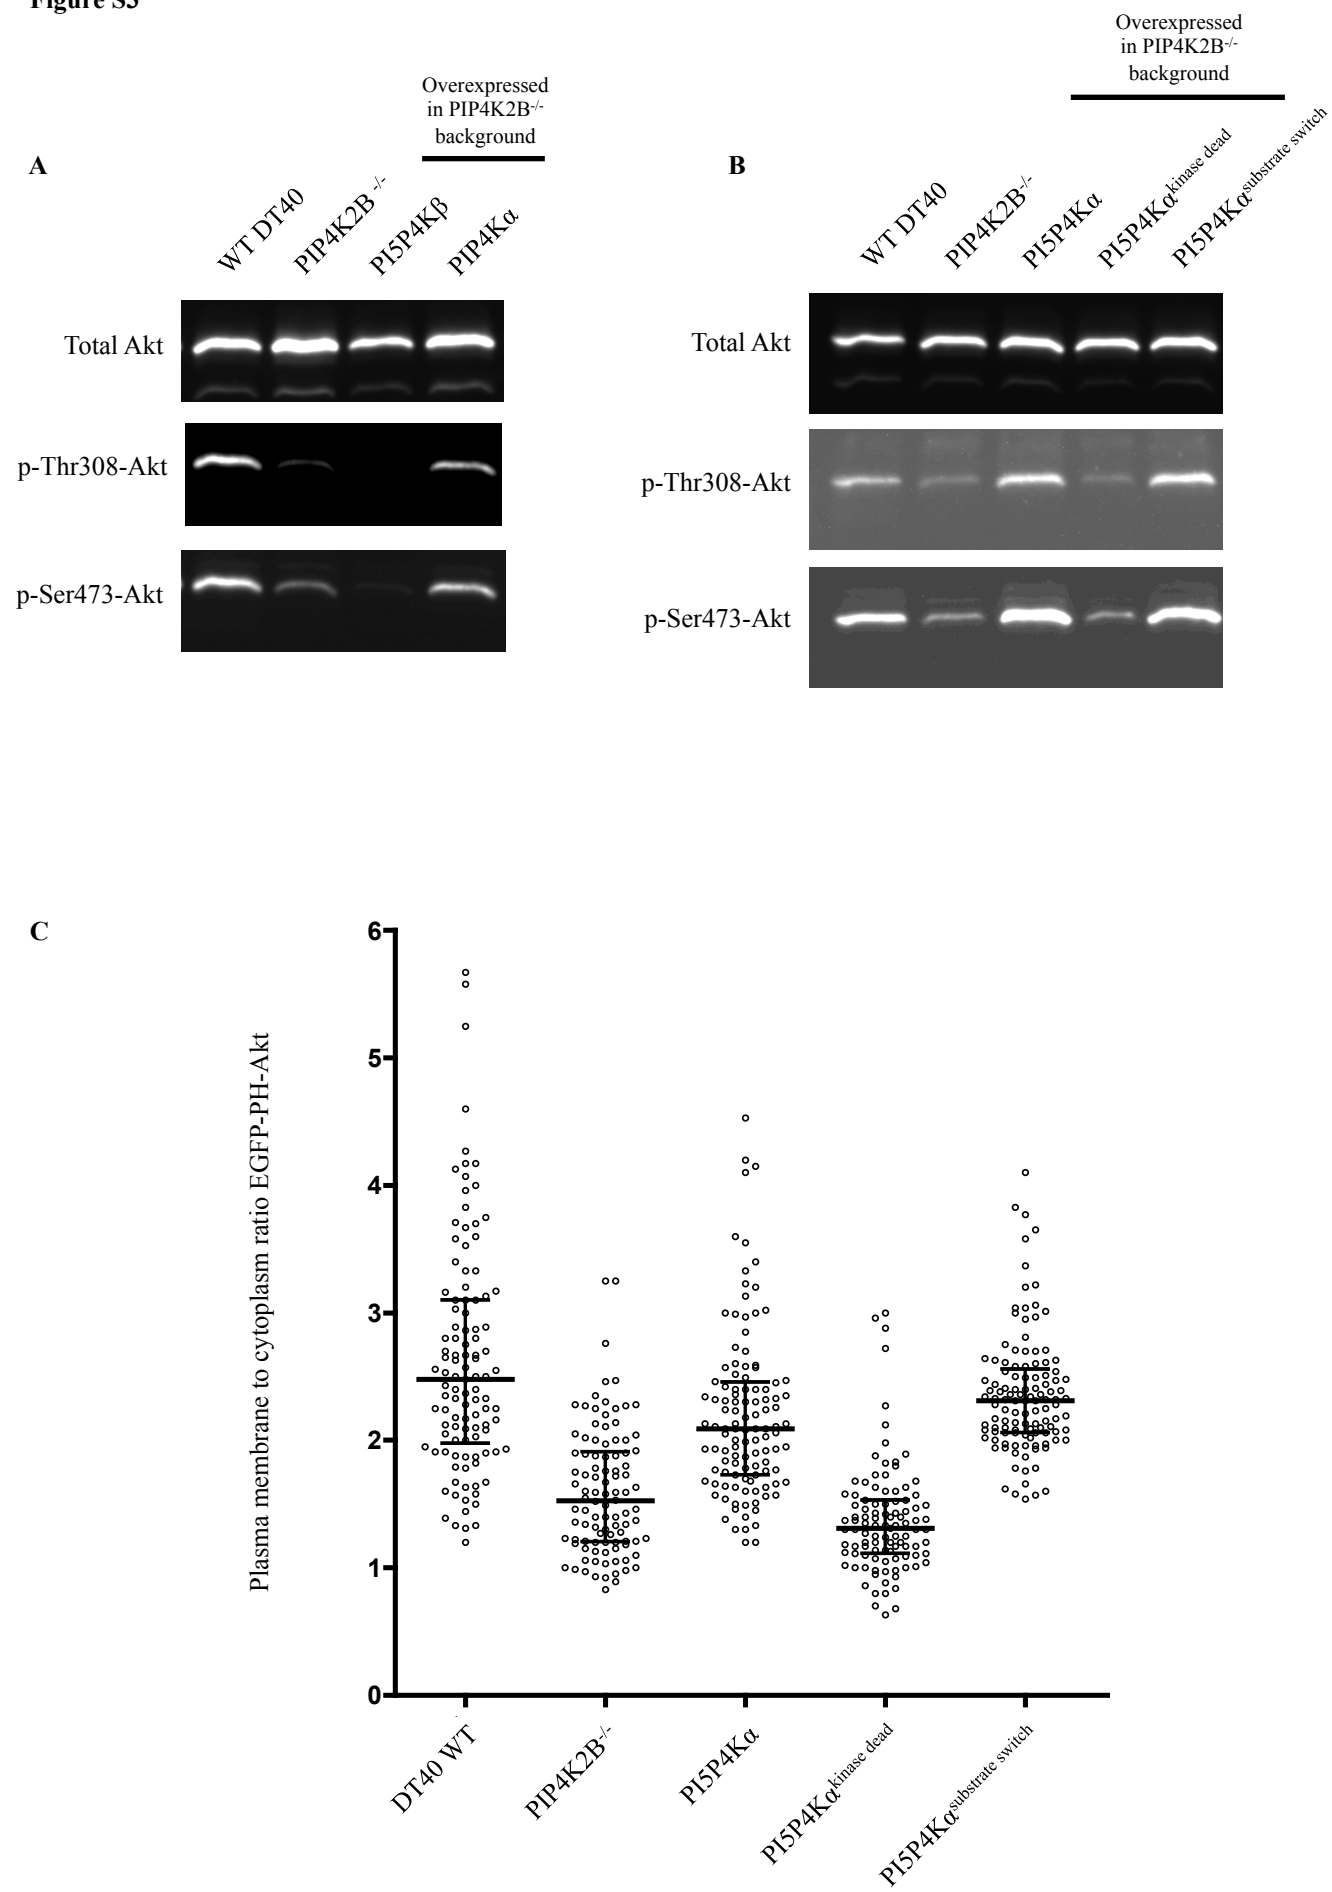 Figure S5
Overexpressed
in PIP4K2B-/-
background
A
WT DT40
PIP4K2B -/-
PI5P4Kβ
PIP4Kα
Total Akt
p-Thr308-Akt
p-Ser473-Akt
Overexpressed
in PIP4K2B-/-
background
B
WT DT40
PIP4K2B-/-
PI5P4Kα
PI5P4Kαkinase dead
PI5P4Kαsubstrate switch
Total Akt
p-Thr308-Akt
p-Ser473-Akt
C
Plasma membrane to cytoplasm ratio EGFP-PH-Akt
6
5
4
3
2
1
0
DT40 WT
PIP4K2B-/-
PI5P4Kα
PI5P4Kαkinase dead
PI5P4Kαsubstrate switch